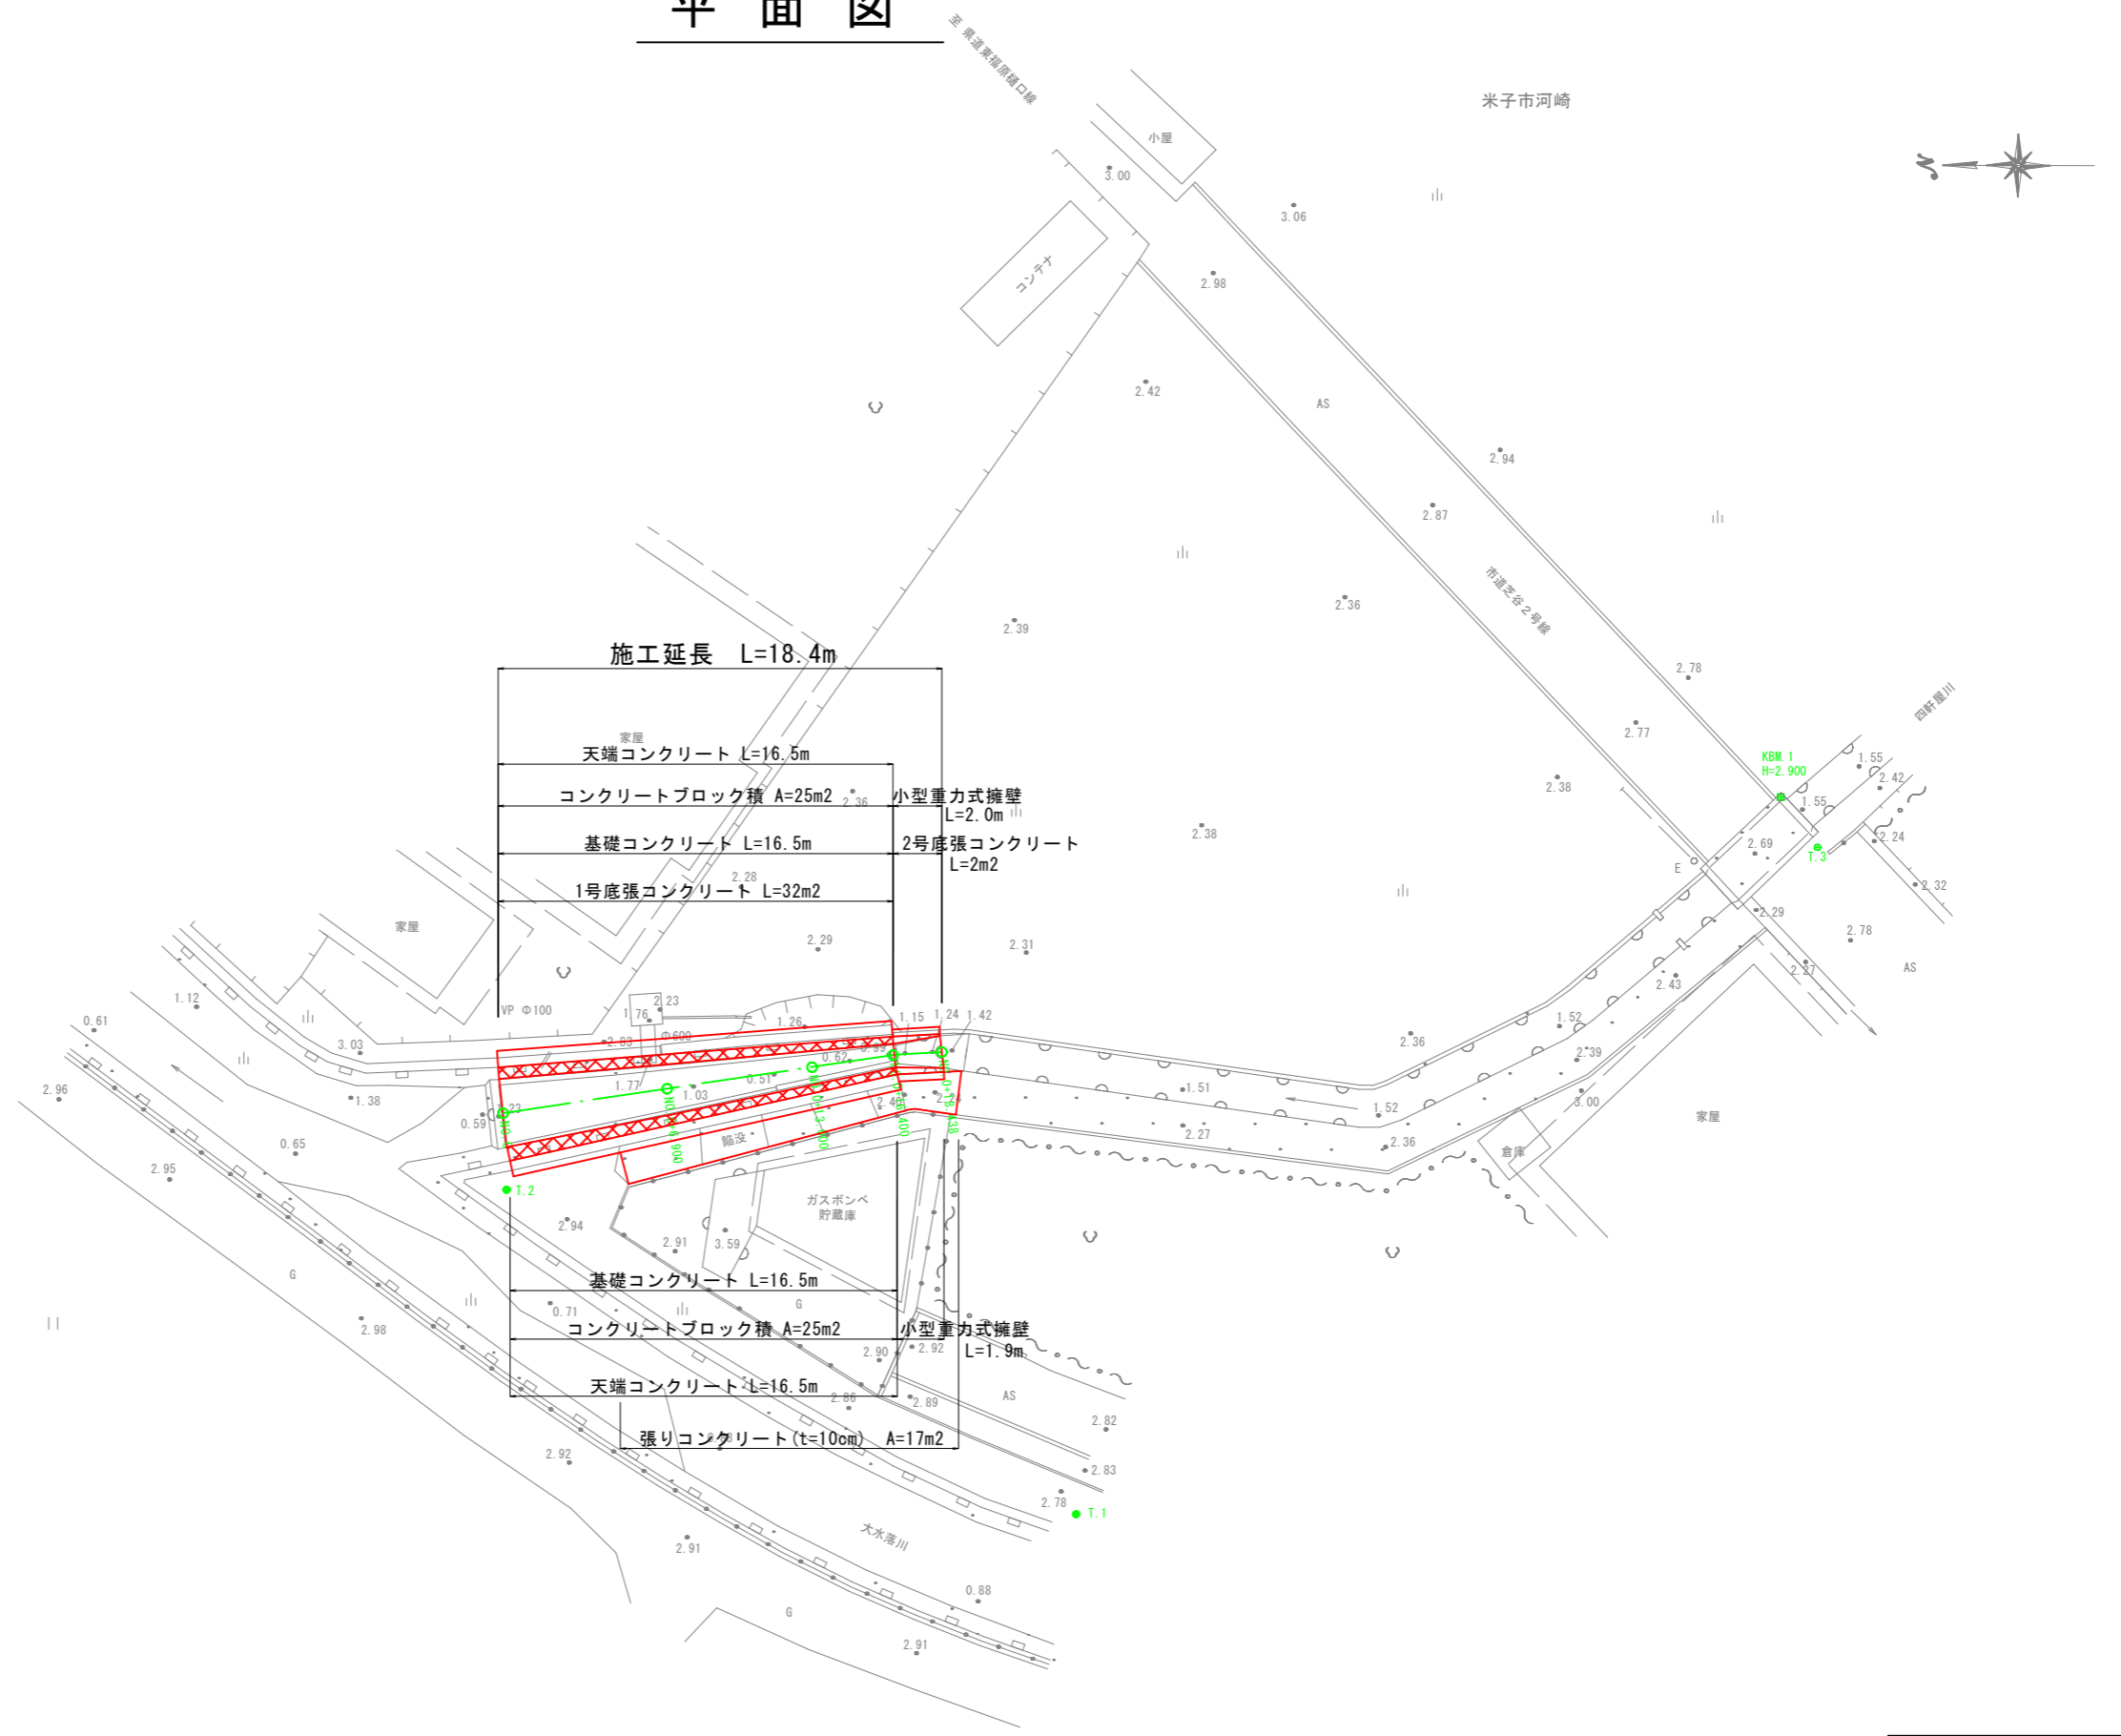 平 面 図
至 県道東福原樋口線
米子市河崎
小屋
3.00
3.06
コンテナ
2.98
2.42
AS
2.94
2.87
市道芝谷2号線
2.36
2.39
2.78
2.77
四軒屋川
施工延長 L=18.4m
家屋
天端コンクリート L=16.5m
コンクリートブロック積 A=25m2
2.36
小型重力式擁壁
L=2.0m
基礎コンクリート L=16.5m
2号底張コンクリート
L=2m2
1号底張コンクリート L=32m2
2.28
2.38
2.38
KBM.1
H=2.900
1.55
2.42
1.55
2.69
T.3
2.24
E
2.32
2.29
2.78
2.27
AS
2.43
家屋
2.29
2.31
1.12
0.61
VP Φ100
2.23
1.76
1.26
1.15
1.24
1.42
Φ600
3.03
2.96
1.38
0.59
1.77
1.03
0.51
0.62
1.52
2.39
2.36
3.00
1.51
1.52
2.27
2.36
家屋
倉庫
0.65
2.95
陥没
T.2
ガスボンベ
貯蔵庫
2.94
2.91
3.59
G
基礎コンクリート L=16.5m
G
0.71
2.98
コンクリートブロック積 A=25m2
小型重力式擁壁
L=1.9m
2.90
2.92
天端コンクリート L=16.5m
2.86
2.89
AS
2.82
張りコンクリート(t=10cm) A=17m2
2.92
2.83
2.78
T.1
大水落川
2.91
0.88
G
2.91